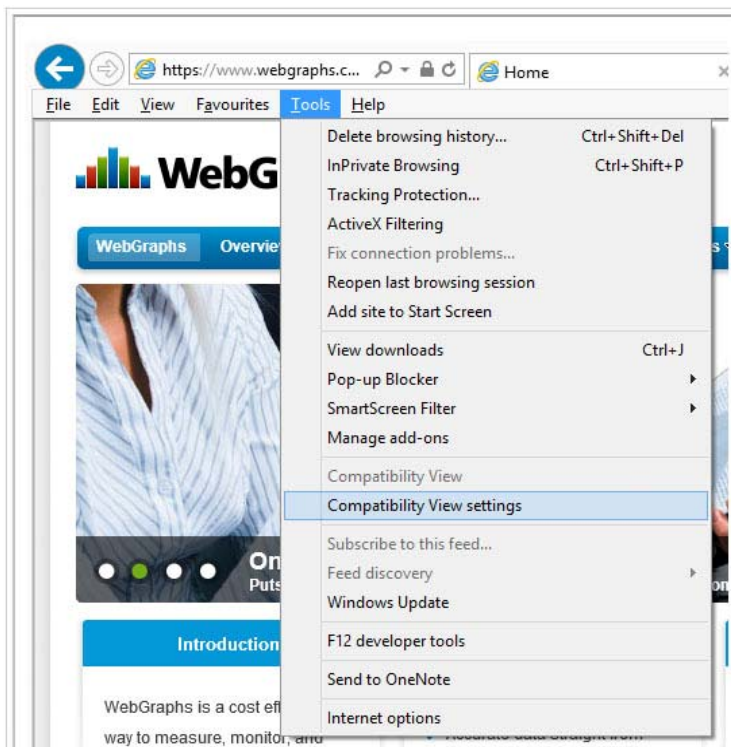 https://www.webgraphs.c...
Home
File Edit View Favourites Tools Help
Delete browsing history... Ctrl+Shift+Del
InPrivate Browsing Ctrl+Shift+P
Tracking Protection...
ActiveX Filtering
Fix connection problems...
Reopen last browsing session
Add site to Start Screen
View downloads Ctrl+J
Pop-up Blocker
SmartScreen Filter
Manage add-ons
Compatibility View
Compatibility View settings
Subscribe to this feed...
Feed discovery
Windows Update
F12 developer tools
Send to OneNote
Internet options
WebG
WebGraphs Overvie
On
Puts
Introduction
WebGraphs is a cost ef
way to measure, monitor, and